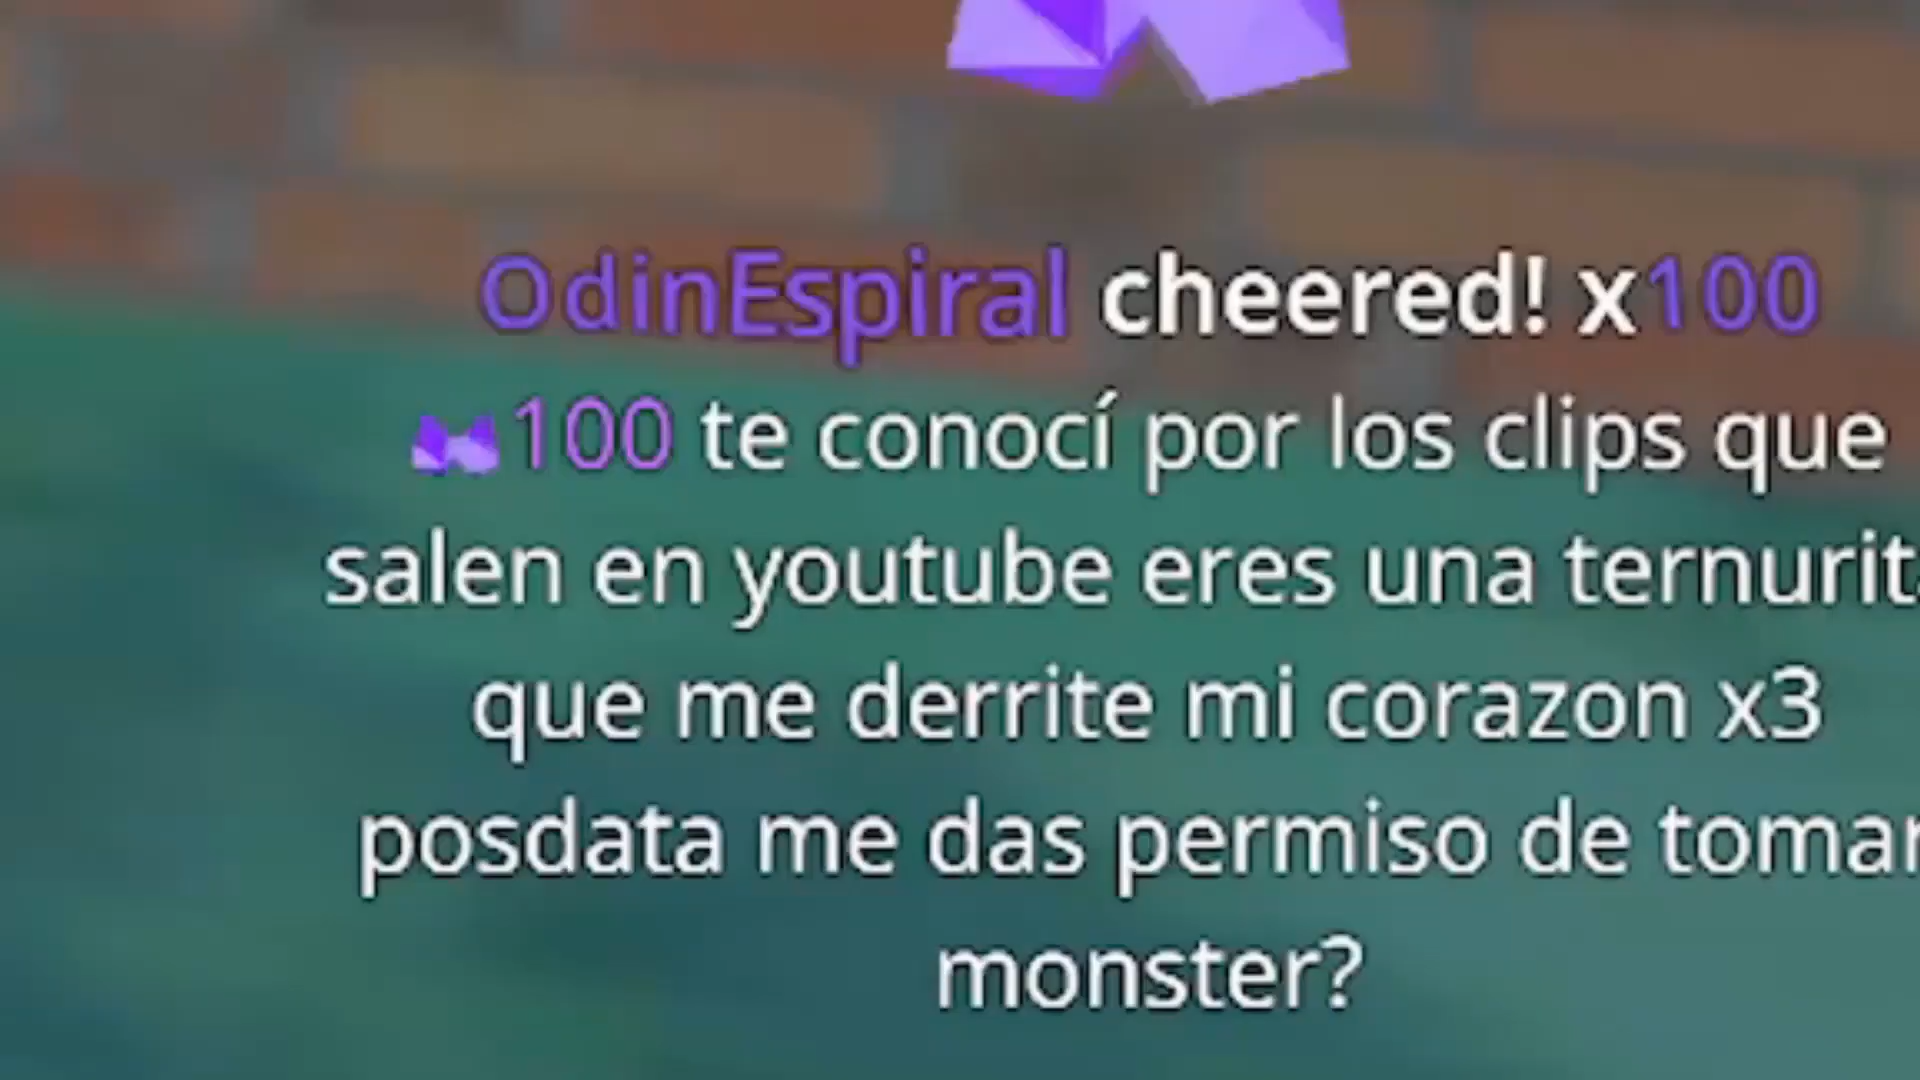 OdinEspiral cheered! x100
100 te conocí por los clips que
salen en youtube eres una ternurita
que me derrite mi corazon x3
posdata me das permiso de tomar
monster?